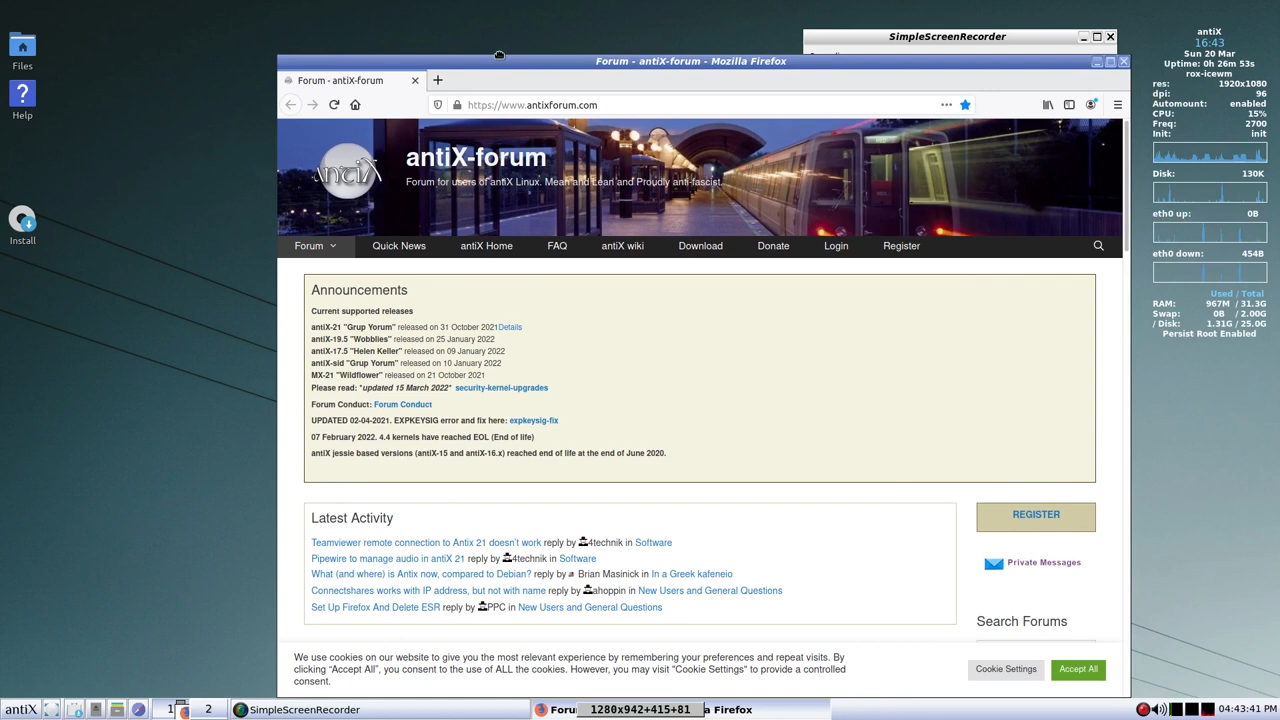 SimpleScreenRecorder
Forum - antiX-forum - Mozilla Firefox
Forum - antiX-forum
https://www.antixforum.com
Files
Help
Install
antiX
antiX-forum
Forum for users of antiX Linux. Mean and Lean and Proudly anti-fascist.
Forum
Quick News
antiX Home
FAQ
antiX wiki
Download
Donate
Login
Register
Announcements
Current supported releases
antiX-21 "Grup Yorum" released on 31 October 2021Details
antiX-19.5 "Wobblies" released on 25 January 2022
antiX-17.5 "Helen Keller" released on 09 January 2022
antiX-sid "Grup Yorum" released on 10 January 2022
MX-21 "Wildflower" released on 21 October 2021
Please read: *updated 15 March 2022* security-kernel-upgrades
Forum Conduct: Forum Conduct
UPDATED 02-04-2021. EXPKEYSIG error and fix here: expkeysig-fix
07 February 2022. 4.4 kernels have reached EOL (End of life)
antiX jessie based versions (antiX-15 and antiX-16.x) reached end of life at the end of June 2020.
Latest Activity
Teamviewer remote connection to Antix 21 doesn't work reply by 4technik in Software
Pipewire to manage audio in antiX 21 reply by 4technik in Software
What (and where) is Antix now, compared to Debian? reply by Brian Masinick in In a Greek kafeneio
Connectshares works with IP address, but not with name reply by ahoppin in New Users and General Questions
Set Up Firefox And Delete ESR reply by PPC in New Users and General Questions
REGISTER
Private Messages
Search Forums
We use cookies on our website to give you the most relevant experience by remembering your preferences and repeat visits. By
clicking “Accept All”, you consent to the use of ALL the cookies. However, you may visit "Cookie Settings" to provide a controlled
consent.
Cookie Settings
Accept All
antiX
16:43
Sun 20 Mar
Uptime: 0h 26m 53s
rox-icewm
res: 1920x1080
dpi: 96
Automount: enabled
CPU: 15%
Freq: 2700
Init: init
Disk: 130K
eth0 up: 0B
eth0 down: 454B
Used / Total
RAM: 967M / 31.3G
Swap: 0B / 2.00G
/ Disk: 1.31G / 25.0G
Persist Root Enabled
antiX
1
2
SimpleScreenRecorder
Foru
1280x942+415+81
a Firefox
04:43:41 PM